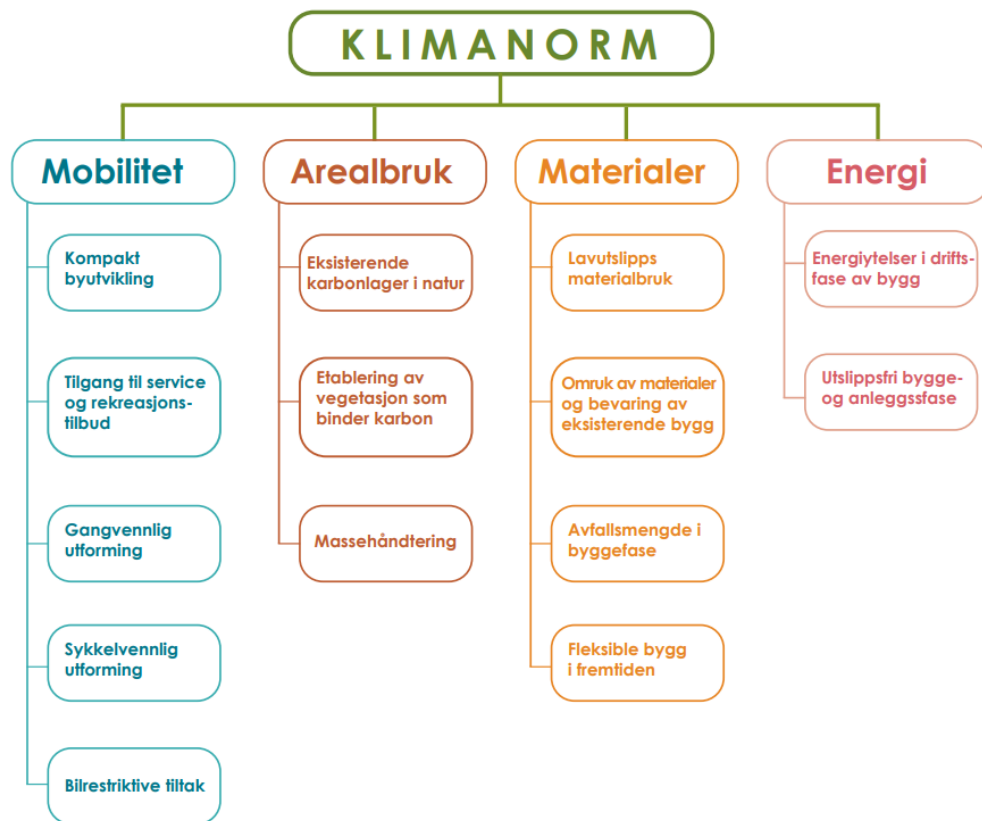 KLIMANORM
Mobilitet
Kompakt
byutvikling
Tilgang til service
og rekreasjons-
tilbud
Gangvennlig
utforming
Sykkelvennlig
utforming
Bilrestriktive tiltak
Arealbruk
Eksisterende
karbonlager i natur
Etablering av
vegetasjon som
binder karbon
Massehåndtering
Materialer
Lavutslipps
materialbruk
Omruk av materialer
og bevaring av
eksisterende bygg
Avfallsmengde i
byggefase
Fleksible bygg
i fremtiden
Energi
Energiytelser i drifts-
fase av bygg
Utslippsfri bygge-
og anleggssfase